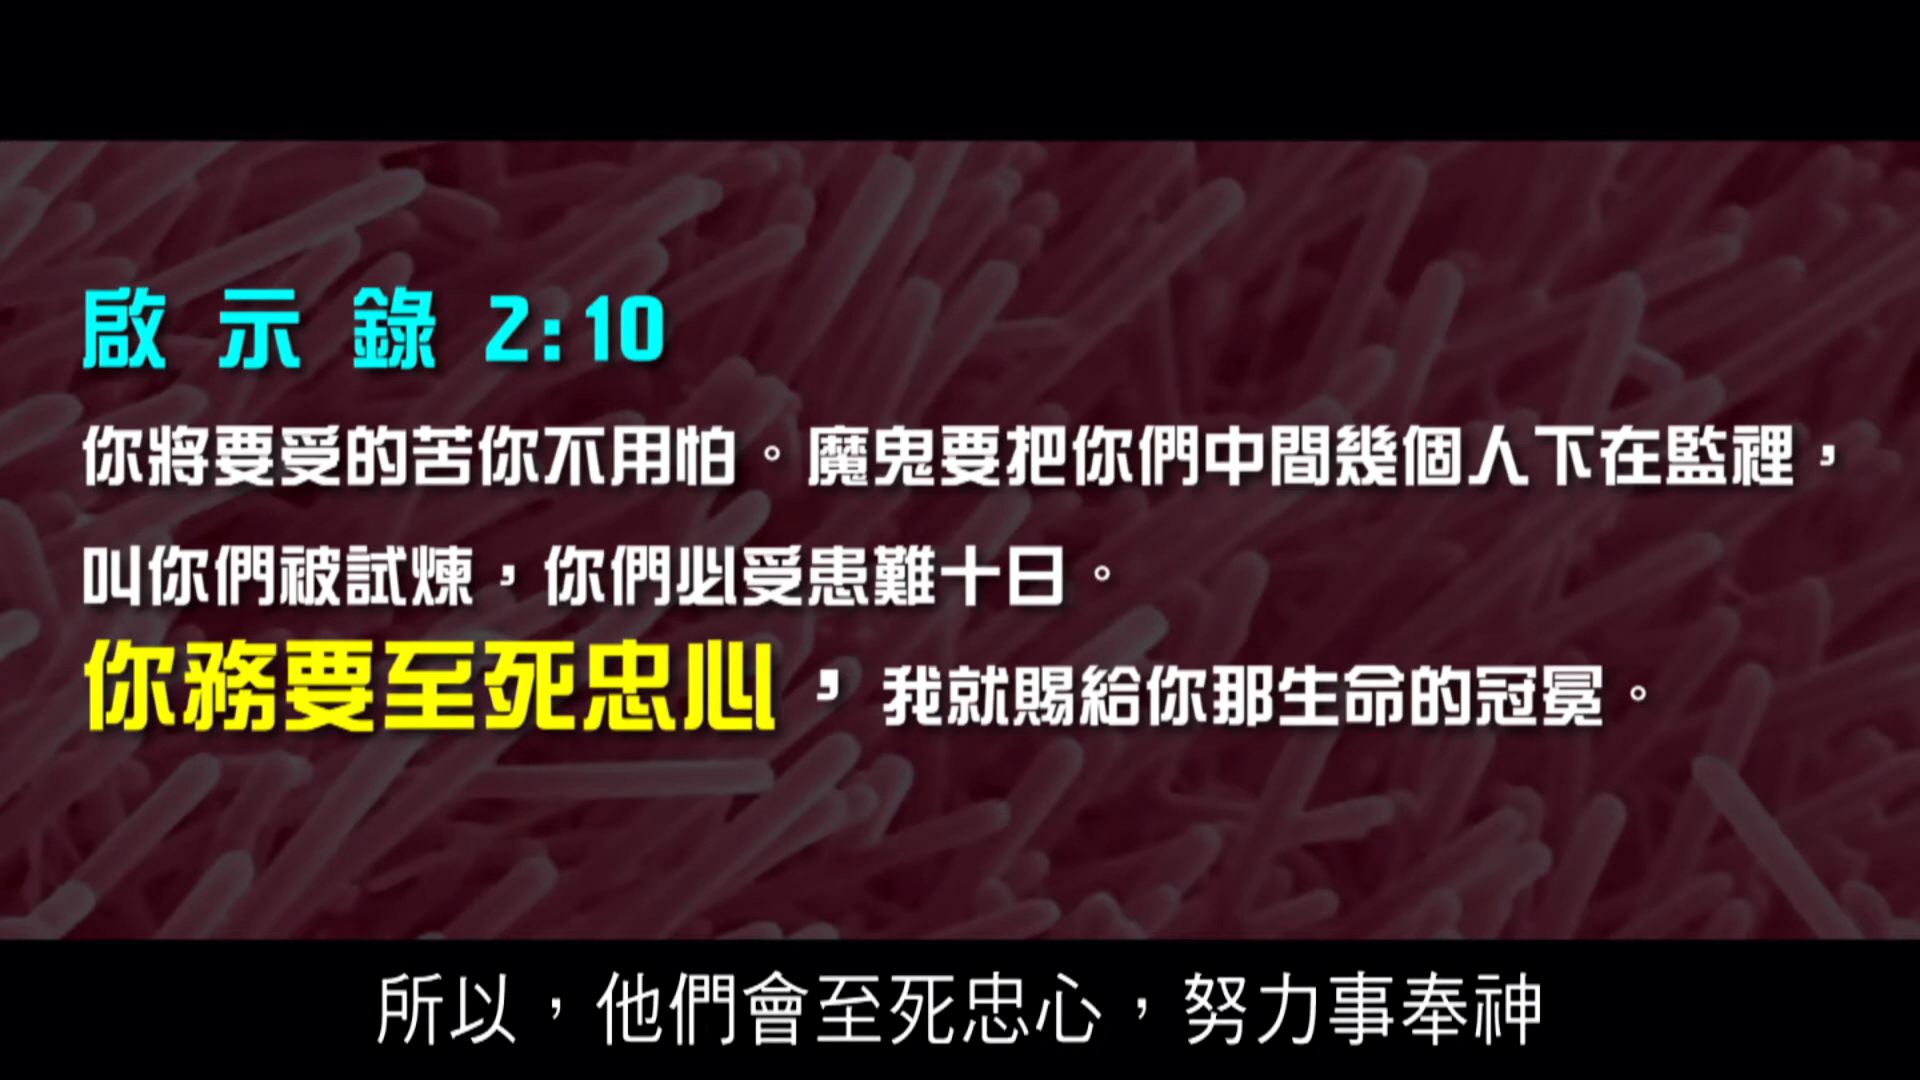 啟示錄 2:10
你將要受的苦你不用怕。魔鬼要把你們中間幾個人下在監裡，
叫你們被試煉，你們必受患難十日。
你務要至死忠心，我就賜給你那生命的冠冕。
所以，他們會至死忠心，努力事奉神